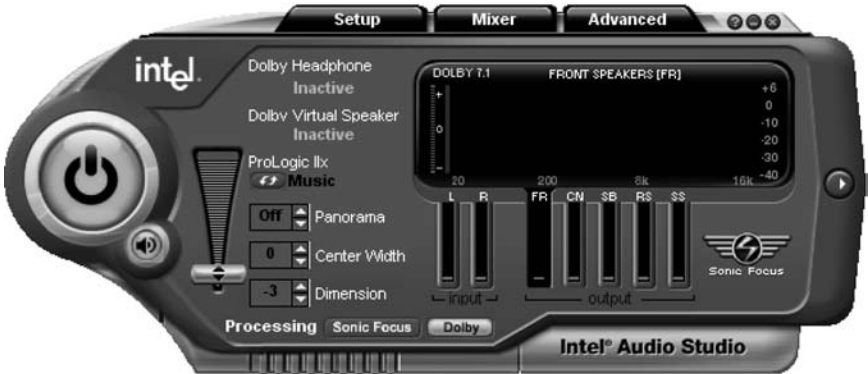 Setup Mixer Advanced
intel.
Dolby Headphone
Inactive
Dolby Virtual Speaker
Inactive
ProLogic IIx
Music
Off Panorama
0 Center Width
-3 Dimension
Processing Sonic Focus Dolby
DOLBY 7.1 FRONT SPEAKERS [FR]
+
0
-
+6
0
-10
-20
-30
-40
20 200 8k 16k
L R FR CN SB RS SS
input output
Sonic Focus
Intel® Audio Studio